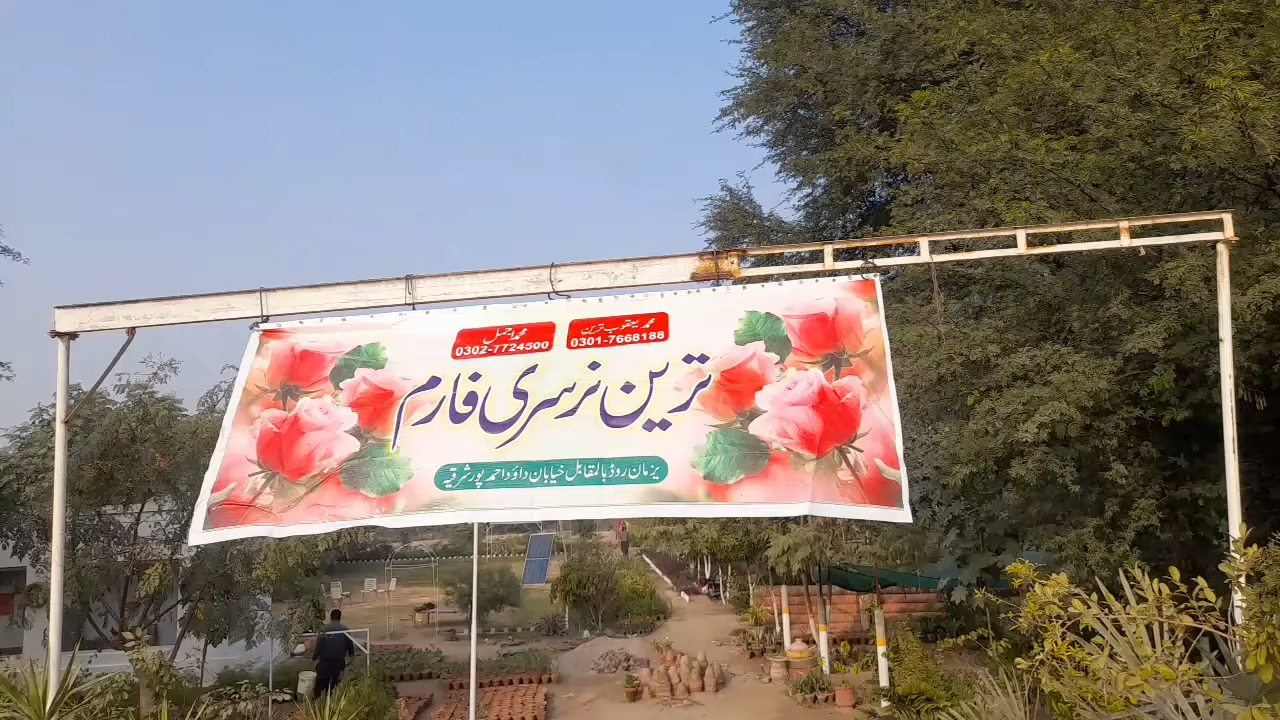 محمد یعقوب ترین
0301-7668188
محمد اجمل
0302-7724500
ترین نرسری فارم
یزمان روڈ بالمقابل خیابان داؤد احمد پور شرقیہ